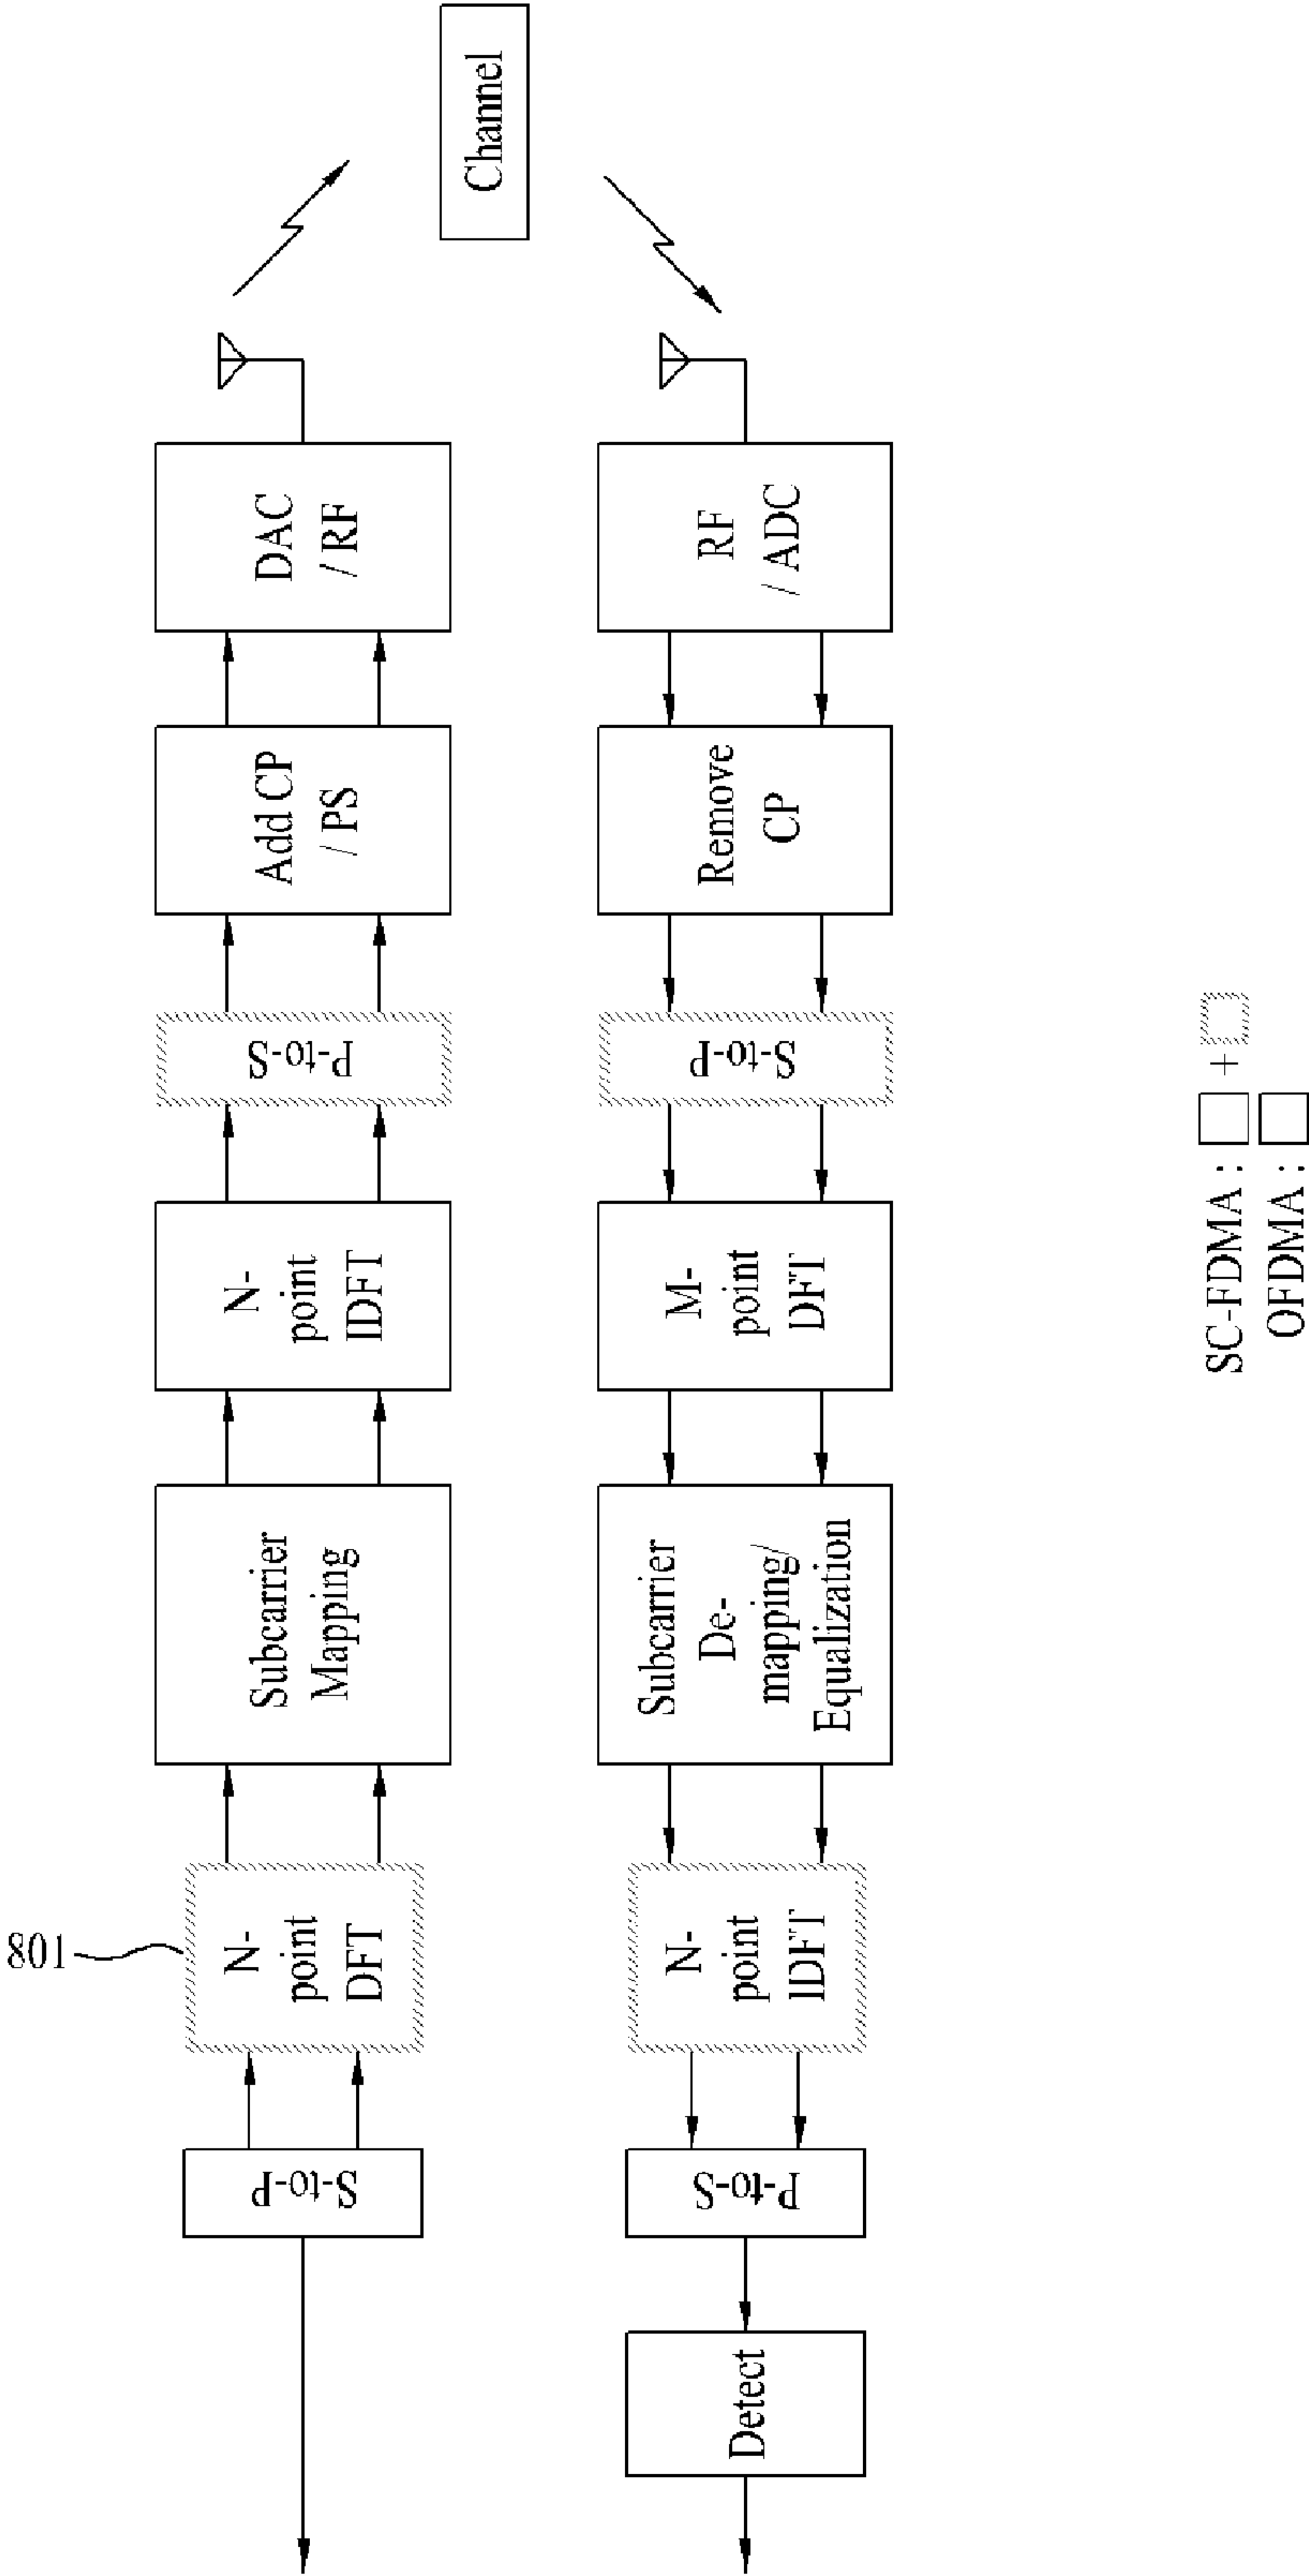 801
S-to-P
N-
point
DFT
Subcarrier
Mapping
N-
point
IDFT
P-to-S
Add CP
/ PS
DAC
/ RF
Channel
Detect
P-to-S
N-
point
IDFT
Subcarrier
De-
mapping/
Equalization
M-
point
DFT
S-to-P
Remove
CP
RF
/ ADC
SC-FDMA : +
OFDMA :